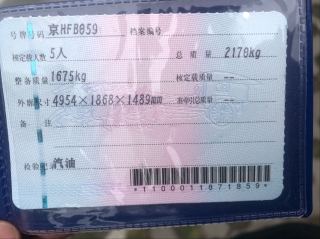 号牌号码 京HFB059 档案编号
核定载人数 5人 总质量 2170kg
整备质量 1675kg 核定载质量 --
外廓尺寸 4954×1868×1489mm 准牵引总质量 --
备注
检验记录 汽油
*1100011871859*